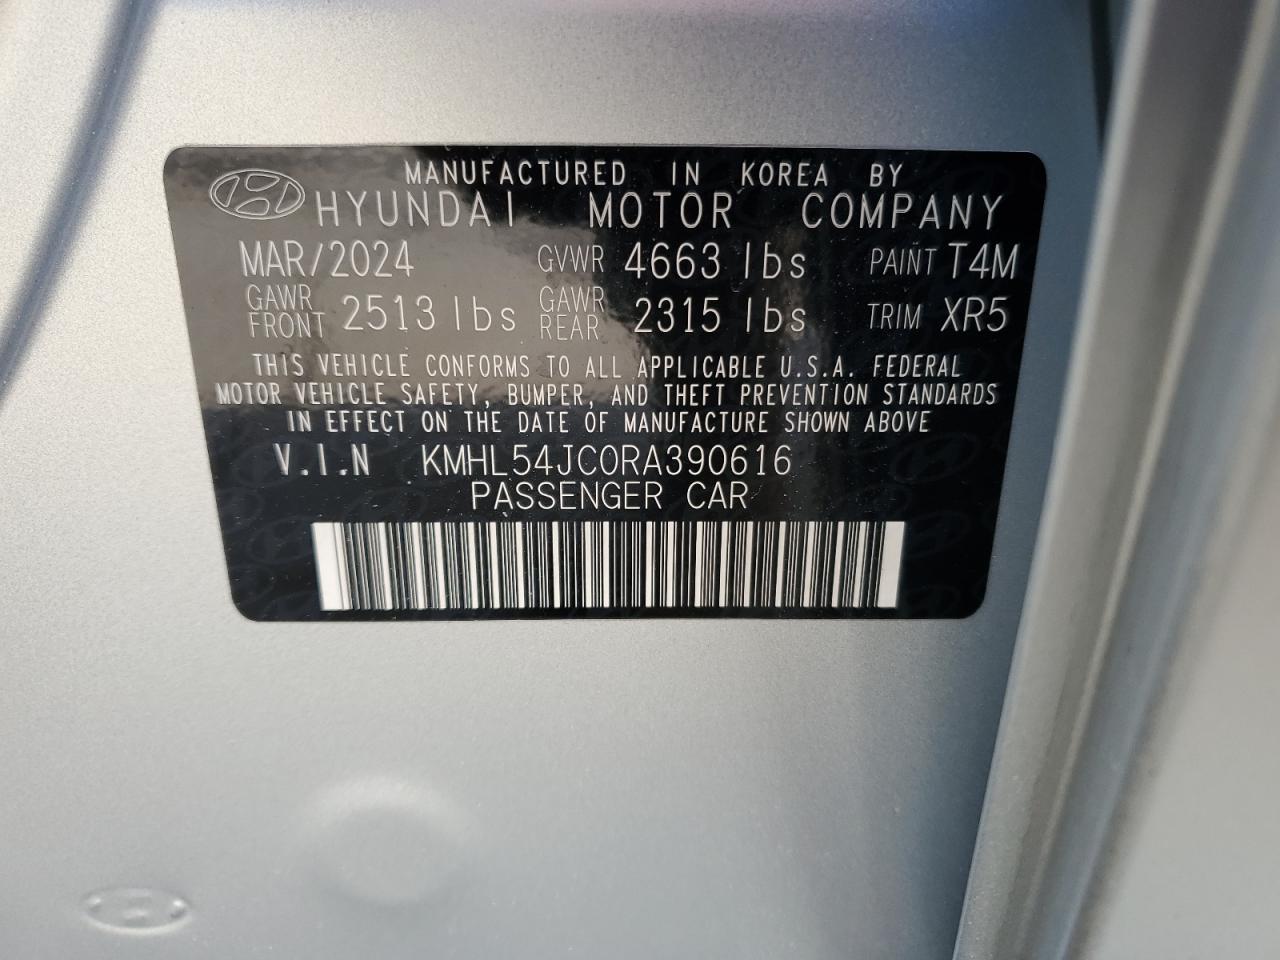 MANUFACTURED IN KOREA BY
HYUNDAI MOTOR COMPANY
MAR/2024 GVWR 4663 lbs PAINT T4M
GAWR FRONT 2513 lbs GAWR REAR 2315 lbs TRIM XR5
THIS VEHICLE CONFORMS TO ALL APPLICABLE U.S.A. FEDERAL
MOTOR VEHICLE SAFETY, BUMPER, AND THEFT PREVENTION STANDARDS
IN EFFECT ON THE DATE OF MANUFACTURE SHOWN ABOVE
V.I.N KMHL54JC0RA390616
PASSENGER CAR